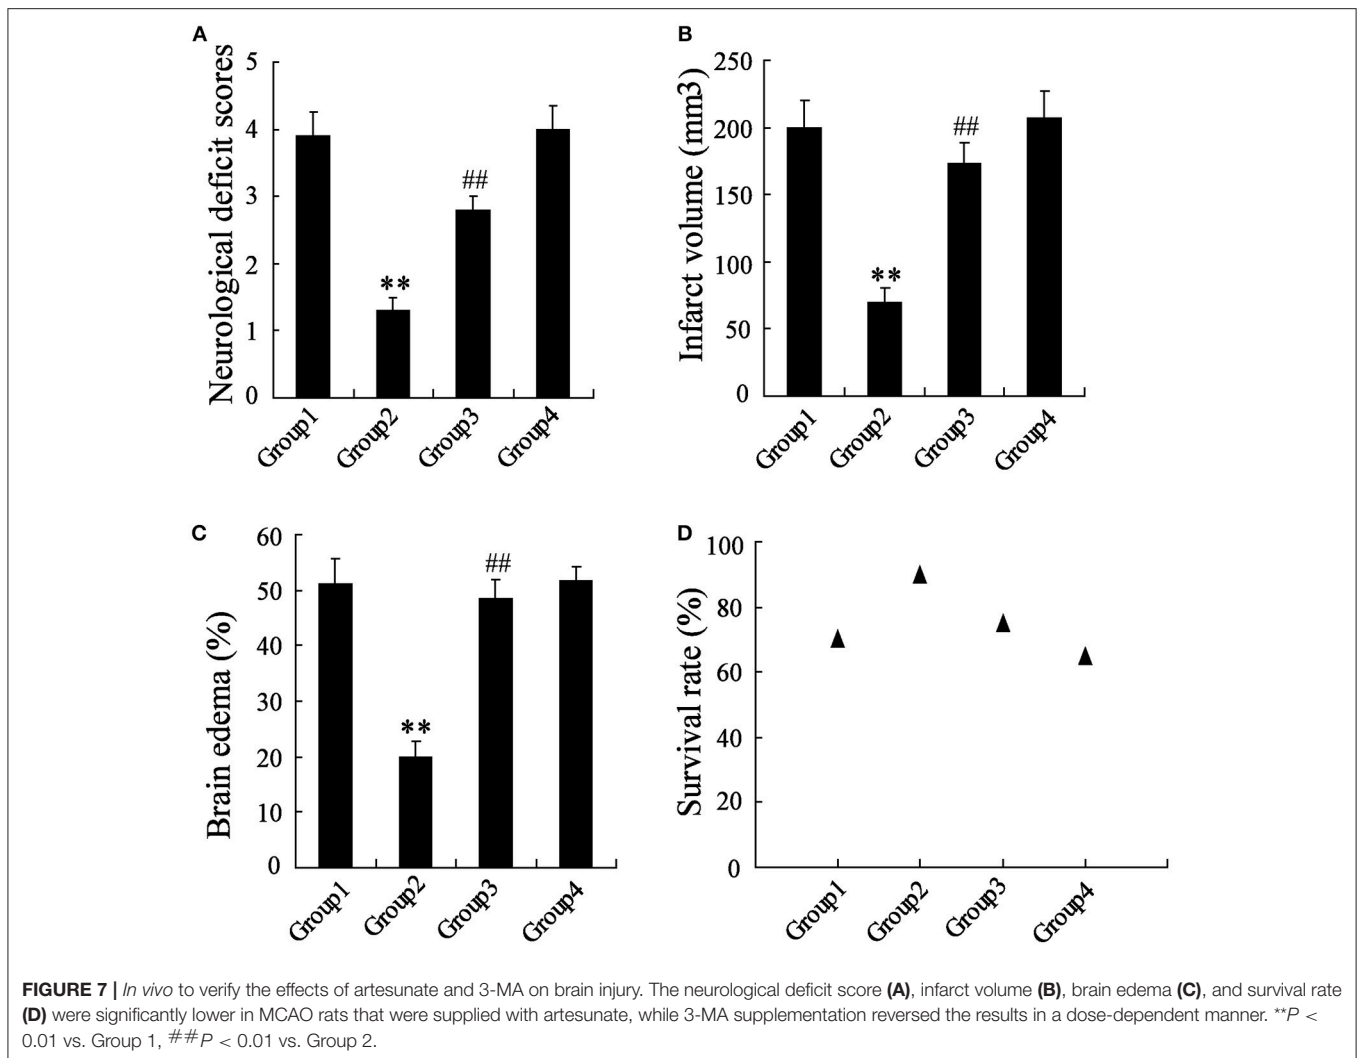 A
Neurological deficit scores
5
4
3
2
1
0
**
##
Group1
Group2
Group3
Group4
B
Infarct volume (mm3)
250
200
150
100
50
0
**
##
Group1
Group2
Group3
Group4
C
Brain edema (%)
60
50
40
30
20
10
0
**
##
Group1
Group2
Group3
Group4
D
Survival rate (%)
100
80
60
40
20
0
Group1
Group2
Group3
Group4
FIGURE 7 | In vivo to verify the effects of artesunate and 3-MA on brain injury. The neurological deficit score (A), infarct volume (B), brain edema (C), and survival rate
(D) were significantly lower in MCAO rats that were supplied with artesunate, while 3-MA supplementation reversed the results in a dose-dependent manner. **P <
0.01 vs. Group 1, ##P < 0.01 vs. Group 2.